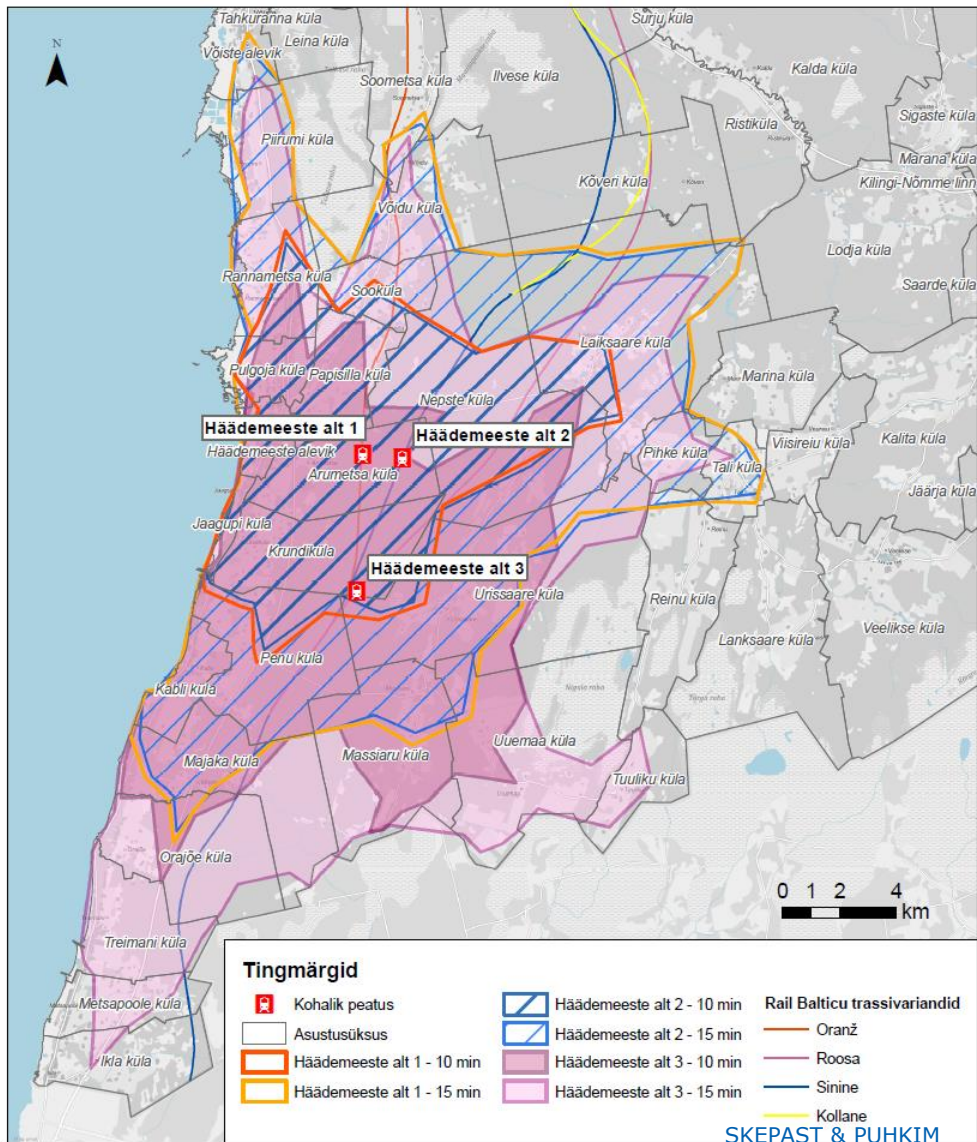 Tahkuranna küla
Surju küla
N
Leina küla
Võiste alevik
Soometsa küla
Ilvese küla
Kalda küla
Sigaste küla
Piirumi küla
Ristiküla
Marana küla
Kilingi-Nõmme linn
Kõveri küla
Võidu küla
Lodja küla
Rannametsa küla
Sooküla
Saarde küla
Laiksaare küla
Pulgoja küla
Papisilla küla
Marina küla
Nepste küla
Häädemeeste alt 1
Häädemeeste alt 2
Viisireiu küla
Kalita küla
Häädemeeste alevik
Pihke küla
Tali küla
Arumetsa küla
Jäärja küla
Jaagupi küla
Krundiküla
Häädemeeste alt 3
Urissaare küla
Reinu küla
Veelikse küla
Lanksaare küla
Penu küla
Kabli küla
Nipsta raba
Uuemaa küla
Massiaru küla
Majaka küla
Tuuliku küla
Orajõe küla
0 1 2 4
km
Treimani küla
Metsapoole küla
Ikla küla
Tingmärgid
Kohalik peatus
Asustusüksus
Häädemeeste alt 1 - 10 min
Häädemeeste alt 1 - 15 min
Häädemeeste alt 2 - 10 min
Häädemeeste alt 2 - 15 min
Häädemeeste alt 3 - 10 min
Häädemeeste alt 3 - 15 min
Rail Balticu trassivariandid
Oranž
Roosa
Sinine
Kollane
SKEPAST & PUHKIM